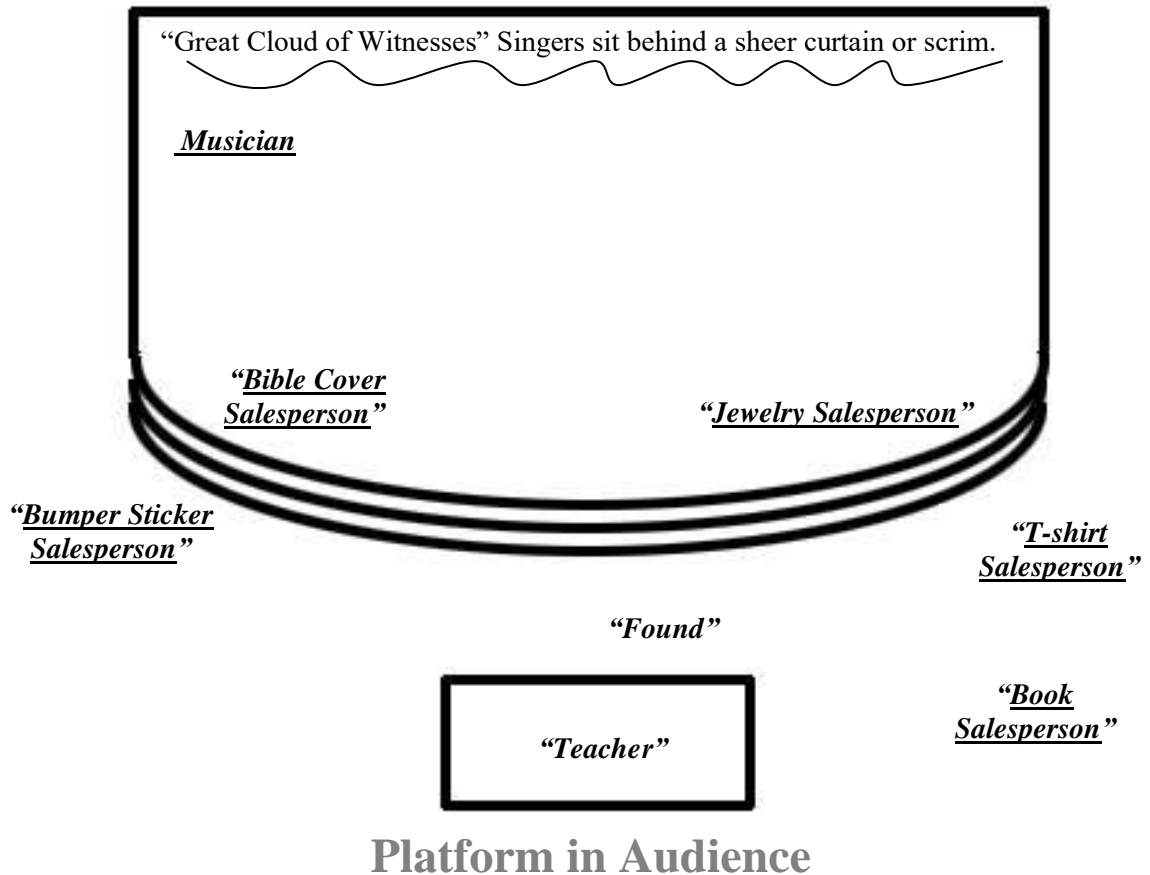 “Great Cloud of Witnesses” Singers sit behind a sheer curtain or scrim.
Musician
“Bible Cover
Salesperson”
“Jewelry Salesperson”
“Bumper Sticker
Salesperson”
“T-shirt
Salesperson”
“Found”
“Book
Salesperson”
“Teacher”
Platform in Audience